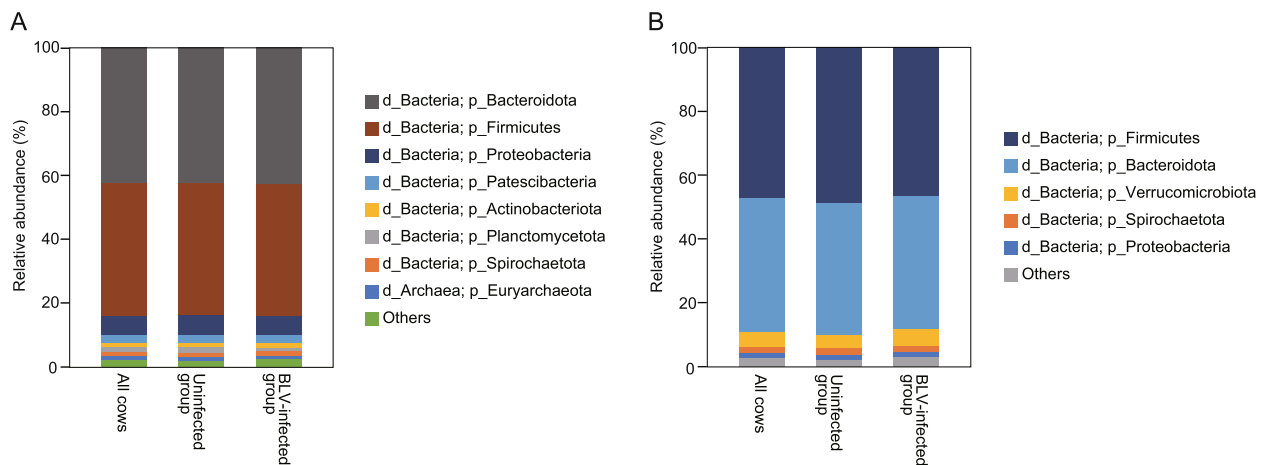 A
Relative abundance (%)
100
80
60
40
20
0
All cows
Uninfected
group
BLV-infected
group
d_Bacteria; p_Bacteroidota
d_Bacteria; p_Firmicutes
d_Bacteria; p_Proteobacteria
d_Bacteria; p_Patescibacteria
d_Bacteria; p_Actinobacteriota
d_Bacteria; p_Planctomycetota
d_Bacteria; p_Spirochaetota
d_Archaea; p_Euryarchaeota
Others
B
Relative abundance (%)
100
80
60
40
20
0
All cows
Uninfected
group
BLV-infected
group
d_Bacteria; p_Firmicutes
d_Bacteria; p_Bacteroidota
d_Bacteria; p_Verrucomicrobiota
d_Bacteria; p_Spirochaetota
d_Bacteria; p_Proteobacteria
Others